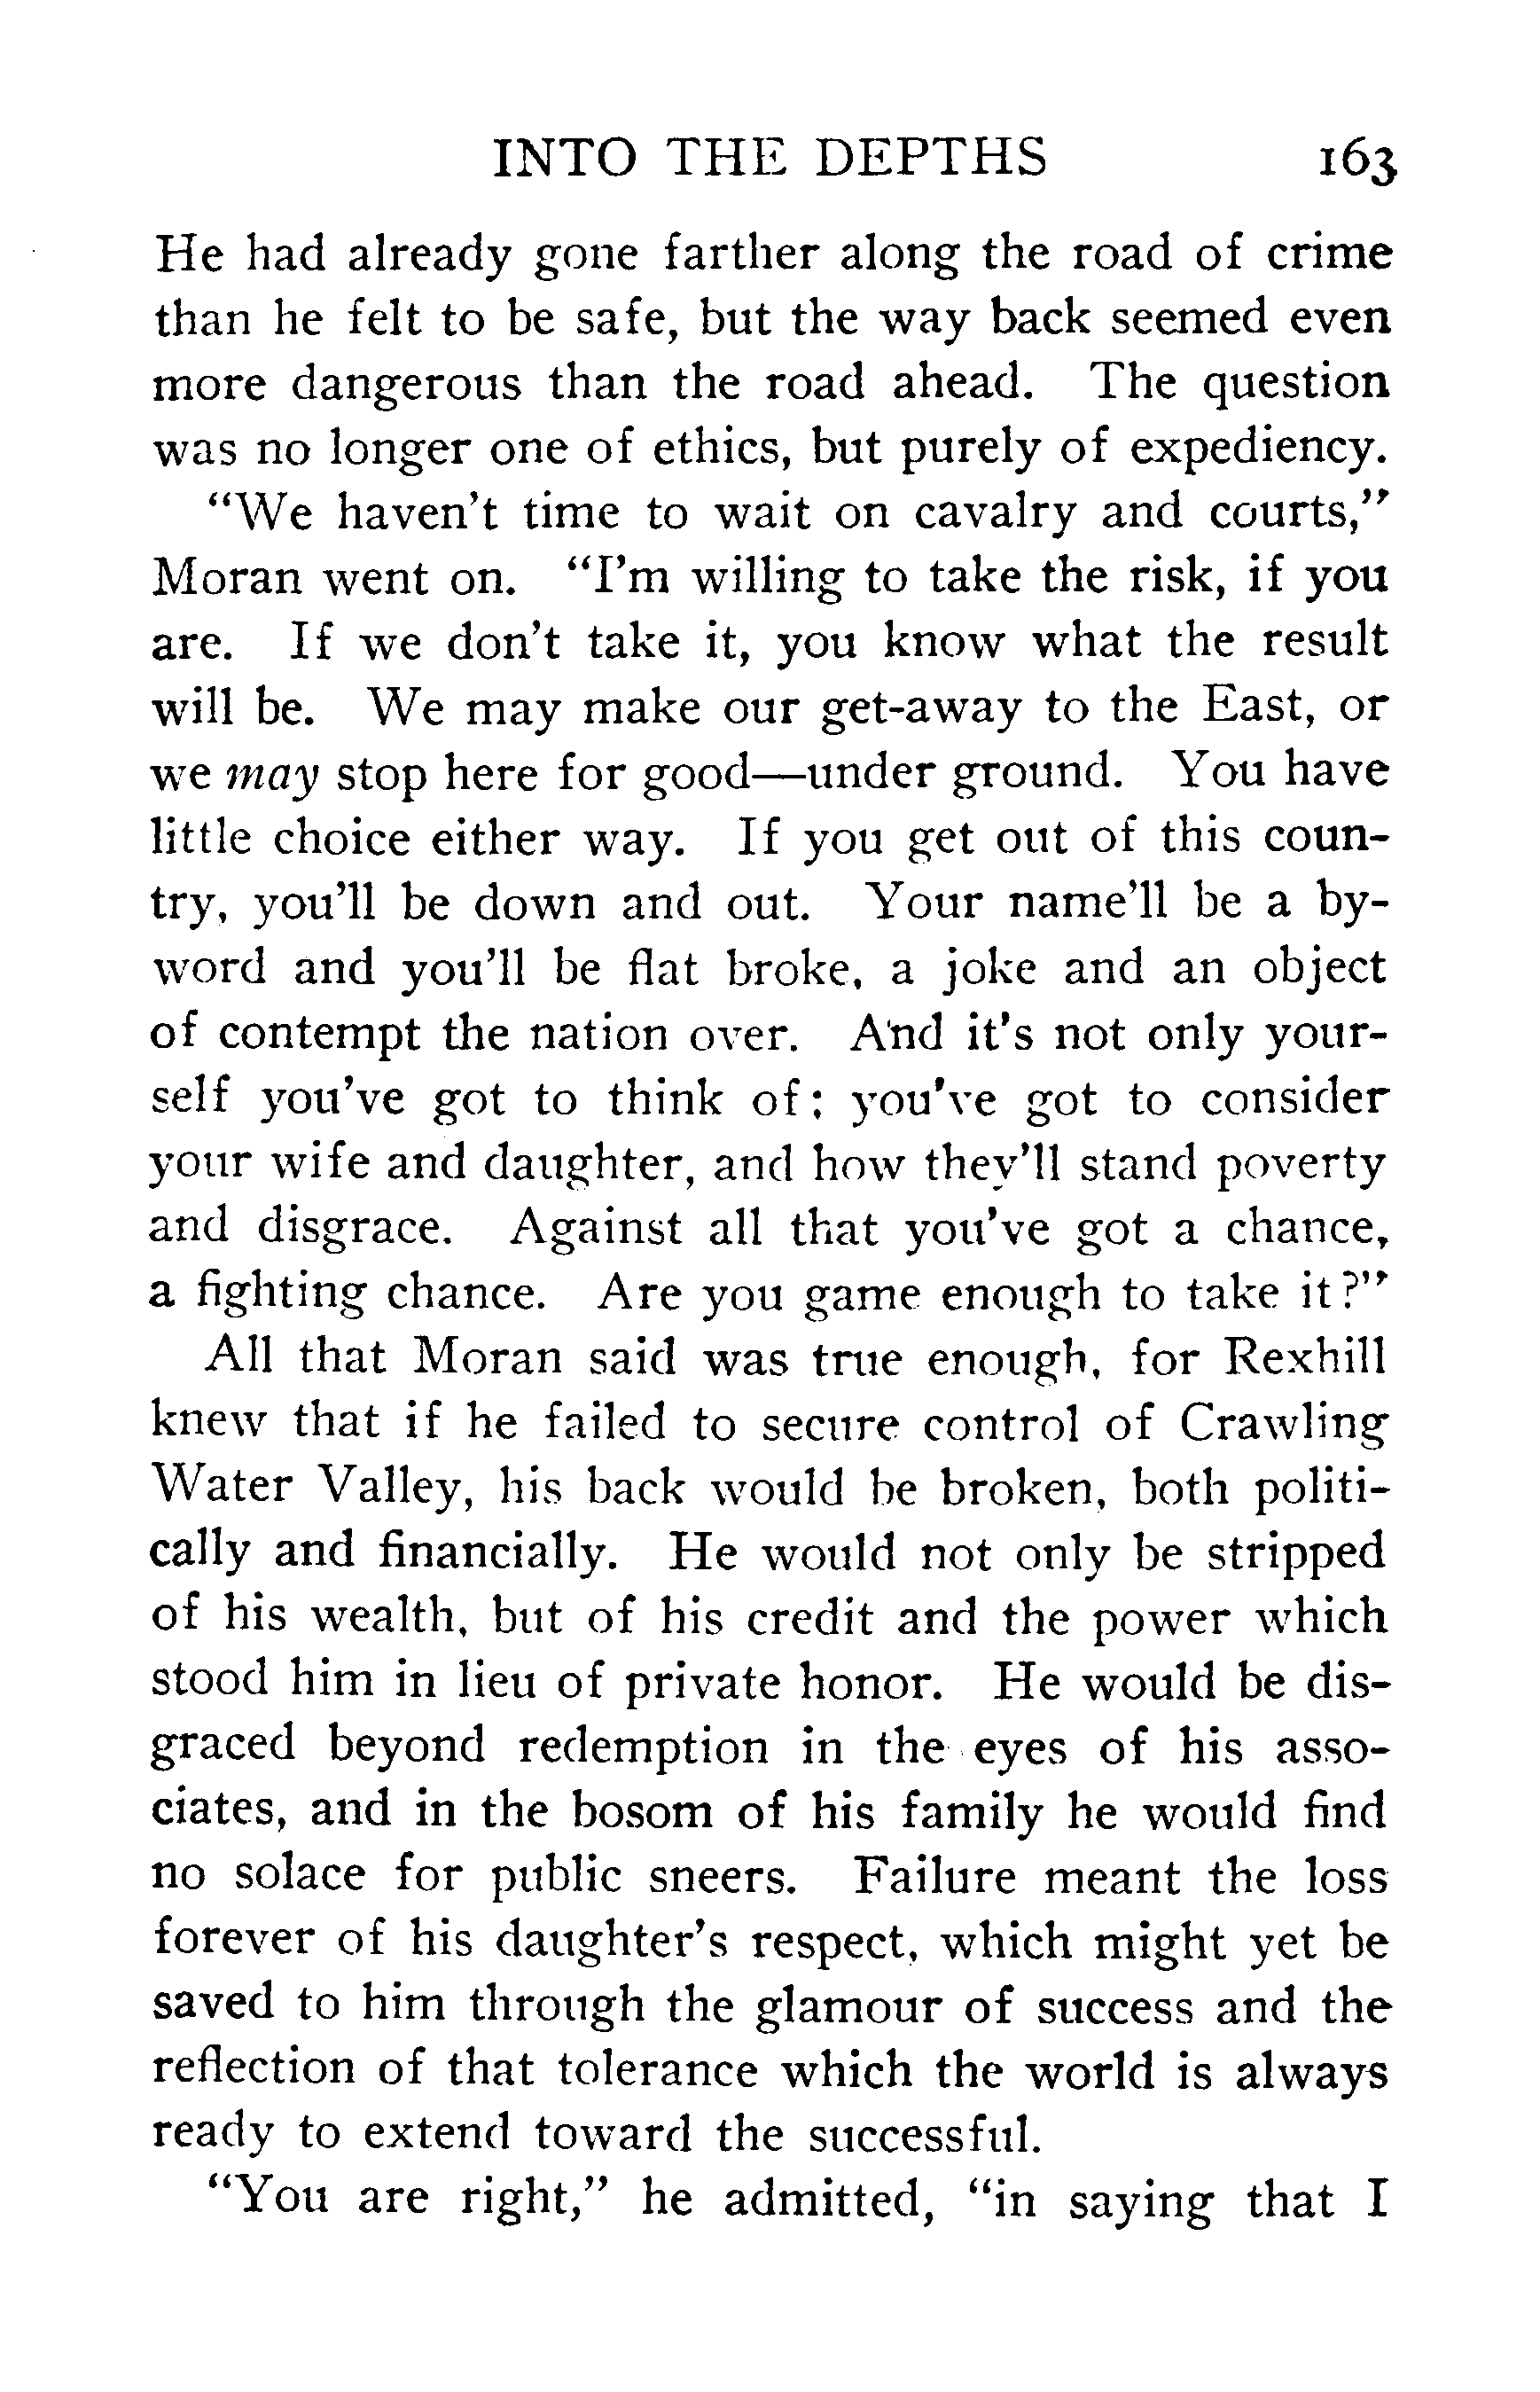 INTO THE DEPTHS 163
He had already gone farther along the road of crime
than he felt to be safe, but the way back seemed even
more dangerous than the road ahead. The question
was no longer one of ethics, but purely of expediency.
“We haven’t time to wait on cavalry and courts,”
Moran went on. “I’m willing to take the risk, if you
are. If we don’t take it, you know what the result
will be. We may make our get-away to the East, or
we may stop here for good—under ground. You have
little choice either way. If you get out of this coun-
try, you’ll be down and out. Your name’ll be a by-
word and you’ll be flat broke, a joke and an object
of contempt the nation over. And it’s not only your-
self you’ve got to think of; you’ve got to consider
your wife and daughter, and how they’ll stand poverty
and disgrace. Against all that you’ve got a chance,
a fighting chance. Are you game enough to take it?”
All that Moran said was true enough, for Rexhill
knew that if he failed to secure control of Crawling
Water Valley, his back would be broken, both politi-
cally and financially. He would not only be stripped
of his wealth, but of his credit and the power which
stood him in lieu of private honor. He would be dis-
graced beyond redemption in the eyes of his asso-
ciates, and in the bosom of his family he would find
no solace for public sneers. Failure meant the loss
forever of his daughter’s respect, which might yet be
saved to him through the glamour of success and the
reflection of that tolerance which the world is always
ready to extend toward the successful.
“You are right,” he admitted, “in saying that I